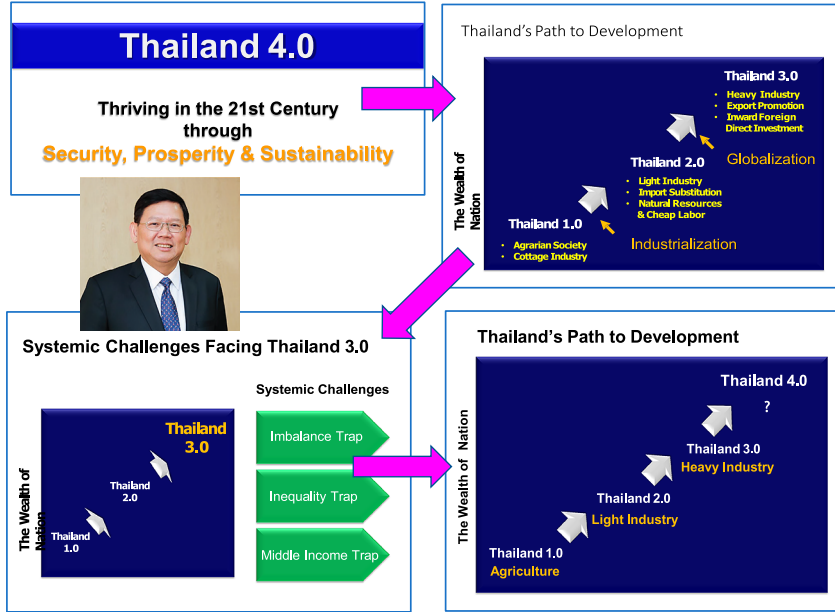 Thailand 4.0
Thriving in the 21st Century
through
Security, Prosperity & Sustainability
Thailand's Path to Development
The Wealth of
Nation
Thailand 3.0
• Heavy Industry
• Export Promotion
• Inward Foreign
Direct Investment
Globalization
Thailand 2.0
• Light Industry
• Import Substitution
• Natural Resources
& Cheap Labor
Industrialization
Thailand 1.0
• Agrarian Society
• Cottage Industry
Systemic Challenges Facing Thailand 3.0
The Wealth of
Nation
Thailand
3.0
Thailand
2.0
Thailand
1.0
Systemic Challenges
Imbalance Trap
Inequality Trap
Middle Income Trap
Thailand's Path to Development
The Wealth of Nation
Thailand 4.0
?
Thailand 3.0
Heavy Industry
Thailand 2.0
Light Industry
Thailand 1.0
Agriculture